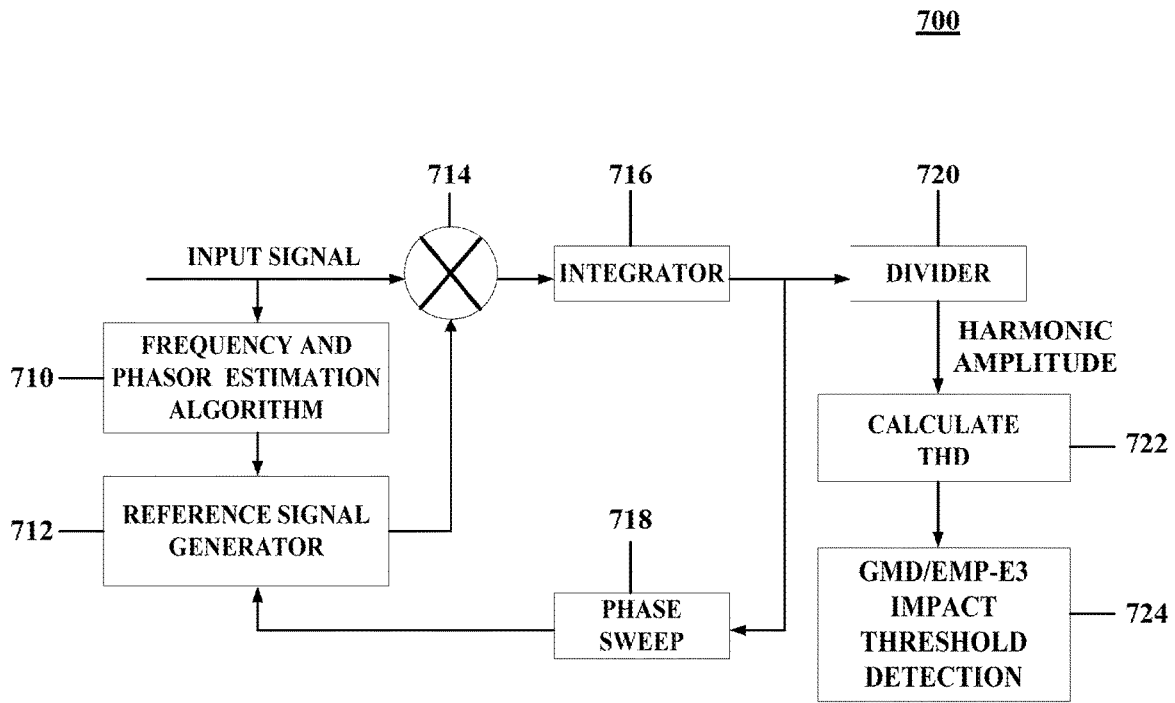 700
714
716
720
INPUT SIGNAL
INTEGRATOR
DIVIDER
710
FREQUENCY AND
PHASOR ESTIMATION
ALGORITHM
HARMONIC
AMPLITUDE
CALCULATE
THD
722
712
REFERENCE SIGNAL
GENERATOR
718
PHASE
SWEEP
GMD/EMP-E3
IMPACT
THRESHOLD
DETECTION
724